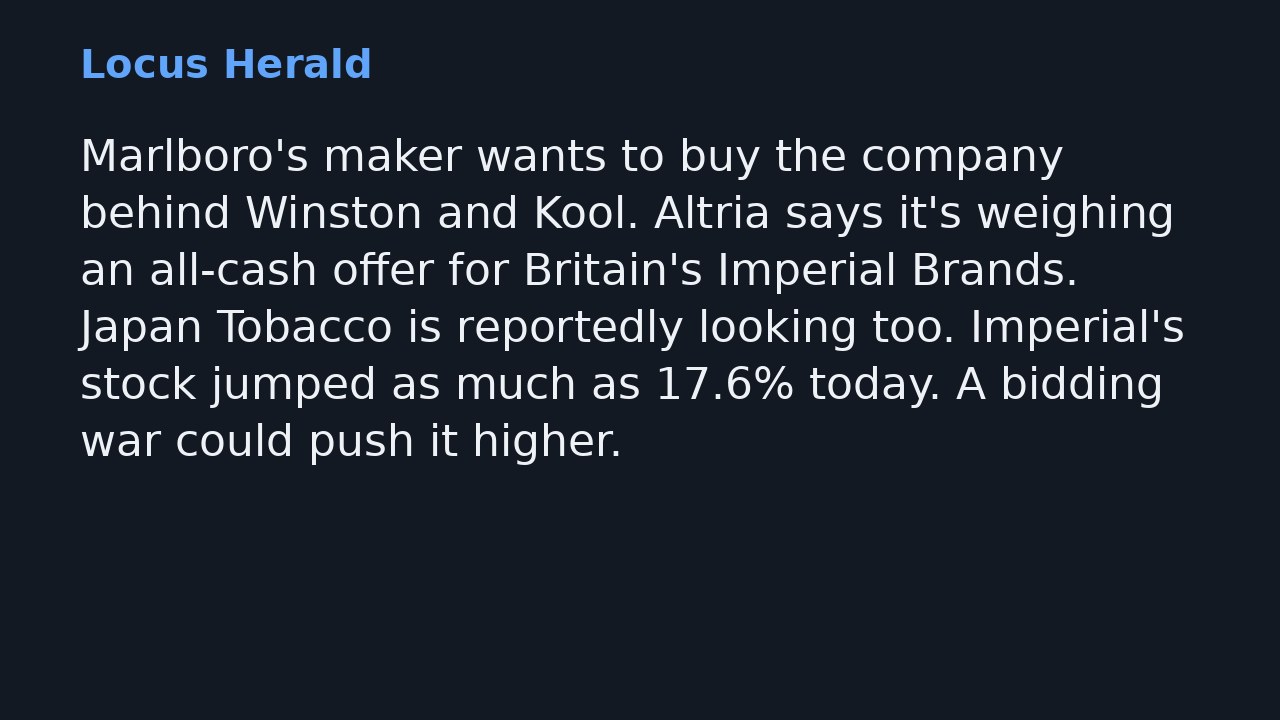 Locus Herald
Marlboro's maker wants to buy the company
behind Winston and Kool. Altria says it's weighing
an all-cash offer for Britain's Imperial Brands.
Japan Tobacco is reportedly looking too. Imperial's
stock jumped as much as 17.6% today. A bidding
war could push it higher.